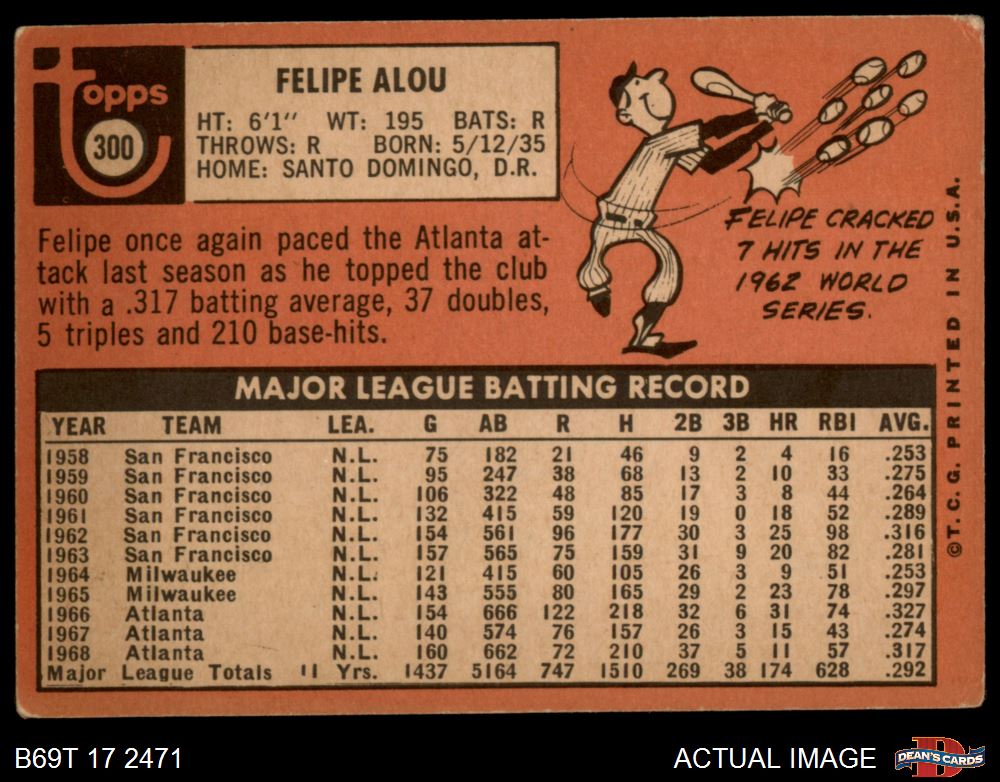 Topps
300
FELIPE ALOU
HT: 6'1" WT: 195 BATS: R
THROWS: R BORN: 5/12/35
HOME: SANTO DOMINGO, D.R.
Felipe once again paced the Atlanta at-
tack last season as he topped the club
with a .317 batting average, 37 doubles,
5 triples and 210 base-hits.
FELIPE CRACKED
7 HITS IN THE
1962 WORLD
SERIES.
MAJOR LEAGUE BATTING RECORD
YEAR TEAM LEA. G AB R H 2B 3B HR RBI AVG.
1958 San Francisco N.L. 75 182 21 46 9 2 4 16 .253
1959 San Francisco N.L. 95 247 38 68 13 2 10 33 .275
1960 San Francisco N.L. 106 322 48 85 17 3 8 44 .264
1961 San Francisco N.L. 132 415 59 120 19 0 18 52 .289
1962 San Francisco N.L. 154 561 96 177 30 3 25 98 .316
1963 San Francisco N.L. 157 565 75 159 31 9 20 82 .281
1964 Milwaukee N.L. 121 415 60 105 26 3 9 51 .253
1965 Milwaukee N.L. 143 555 80 165 29 2 23 78 .297
1966 Atlanta N.L. 154 666 122 218 32 6 31 74 .327
1967 Atlanta N.L. 140 574 76 157 26 3 15 43 .274
1968 Atlanta N.L. 160 662 72 210 37 5 11 57 .317
Major League Totals 11 Yrs. 1437 5164 747 1510 269 38 174 628 .292
©T.C.G. PRINTED IN U.S.A.
B69T 17 2471
ACTUAL IMAGE
D
DEAN'S CARDS